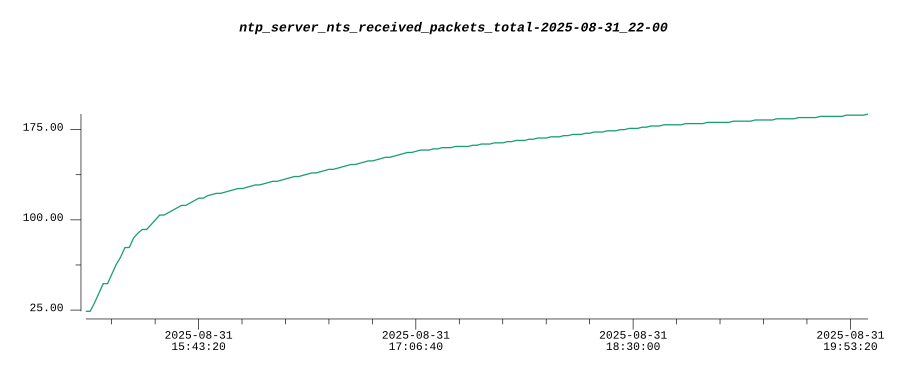 ntp_server_nts_received_packets_total-2025-08-31_22-00
175.00
100.00
25.00
2025-08-31 2025-08-31 2025-08-31 2025-08-31
15:43:20 17:06:40 18:30:00 19:53:20